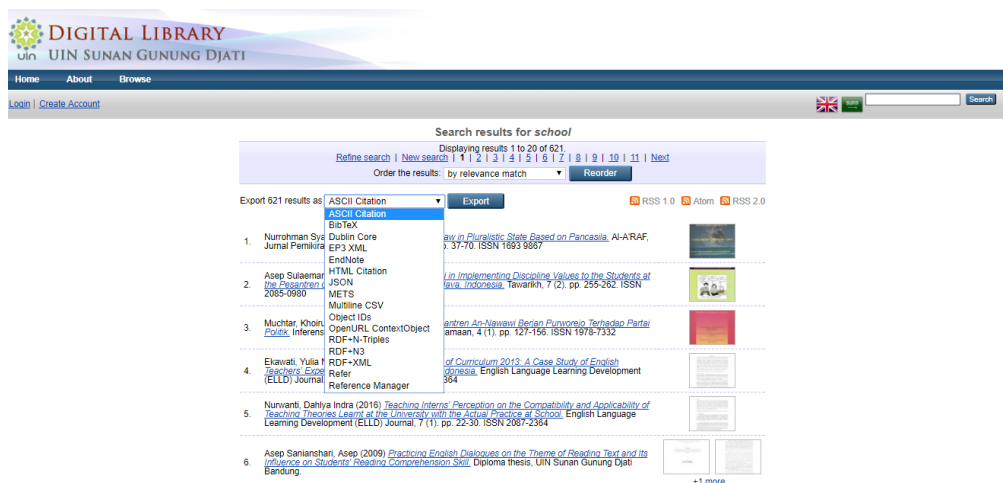 DIGITAL LIBRARY
uin UIN SUNAN GUNUNG DJATI
Home About Browse
Login | Create Account
Search
Search results for school
Displaying results 1 to 20 of 621.
Refine search | New search | 1 | 2 | 3 | 4 | 5 | 6 | 7 | 8 | 9 | 10 | 11 | Next
Order the results: by relevance match Reorder
Export 621 results as ASCII Citation Export RSS 1.0 Atom RSS 2.0
ASCII Citation
BibTeX
Dublin Core
EP3 XML
EndNote
HTML Citation
JSON
METS
Multiline CSV
Object IDs
OpenURL ContextObject
RDF+N-Triples
RDF+N3
RDF+XML
Refer
Reference Manager
1. Nurrohman Sya aw in Pluralistic State Based on Pancasila. Al-A'RAF,
Jurnal Pemikira . 37-70. ISSN 1693 9867
2. Asep Sulaeman i in Implementing Discipline Values to the Students at
the Pesantren ava, Indonesia. Tawarikh, 7 (2). pp. 255-262. ISSN
2085-0980
3. Muchtar, Khoiru antren An-Nawawi Berjan Purworejo Terhadap Partai
Politik. Inferens amaan, 4 (1). pp. 127-156. ISSN 1978-7332
4. Ekawati, Yulia of Curriculum 2013: A Case Study of English
Teachers' Expe donesia. English Language Learning Development
(ELLD) Journal 364
5. Nurwanti, Dahlya Indra (2016) Teaching Interns' Perception on the Compatibility and Applicability of
Teaching Theories Learnt at the University with the Actual Practice at School. English Language
Learning Development (ELLD) Journal, 7 (1). pp. 22-30. ISSN 2087-2364
6. Asep Sanianshari, Asep (2009) Practicing English Dialogues on the Theme of Reading Text and Its
Influence on Students' Reading Comprehension Skill. Diploma thesis, UIN Sunan Gunung Djati
Bandung.
+1 more